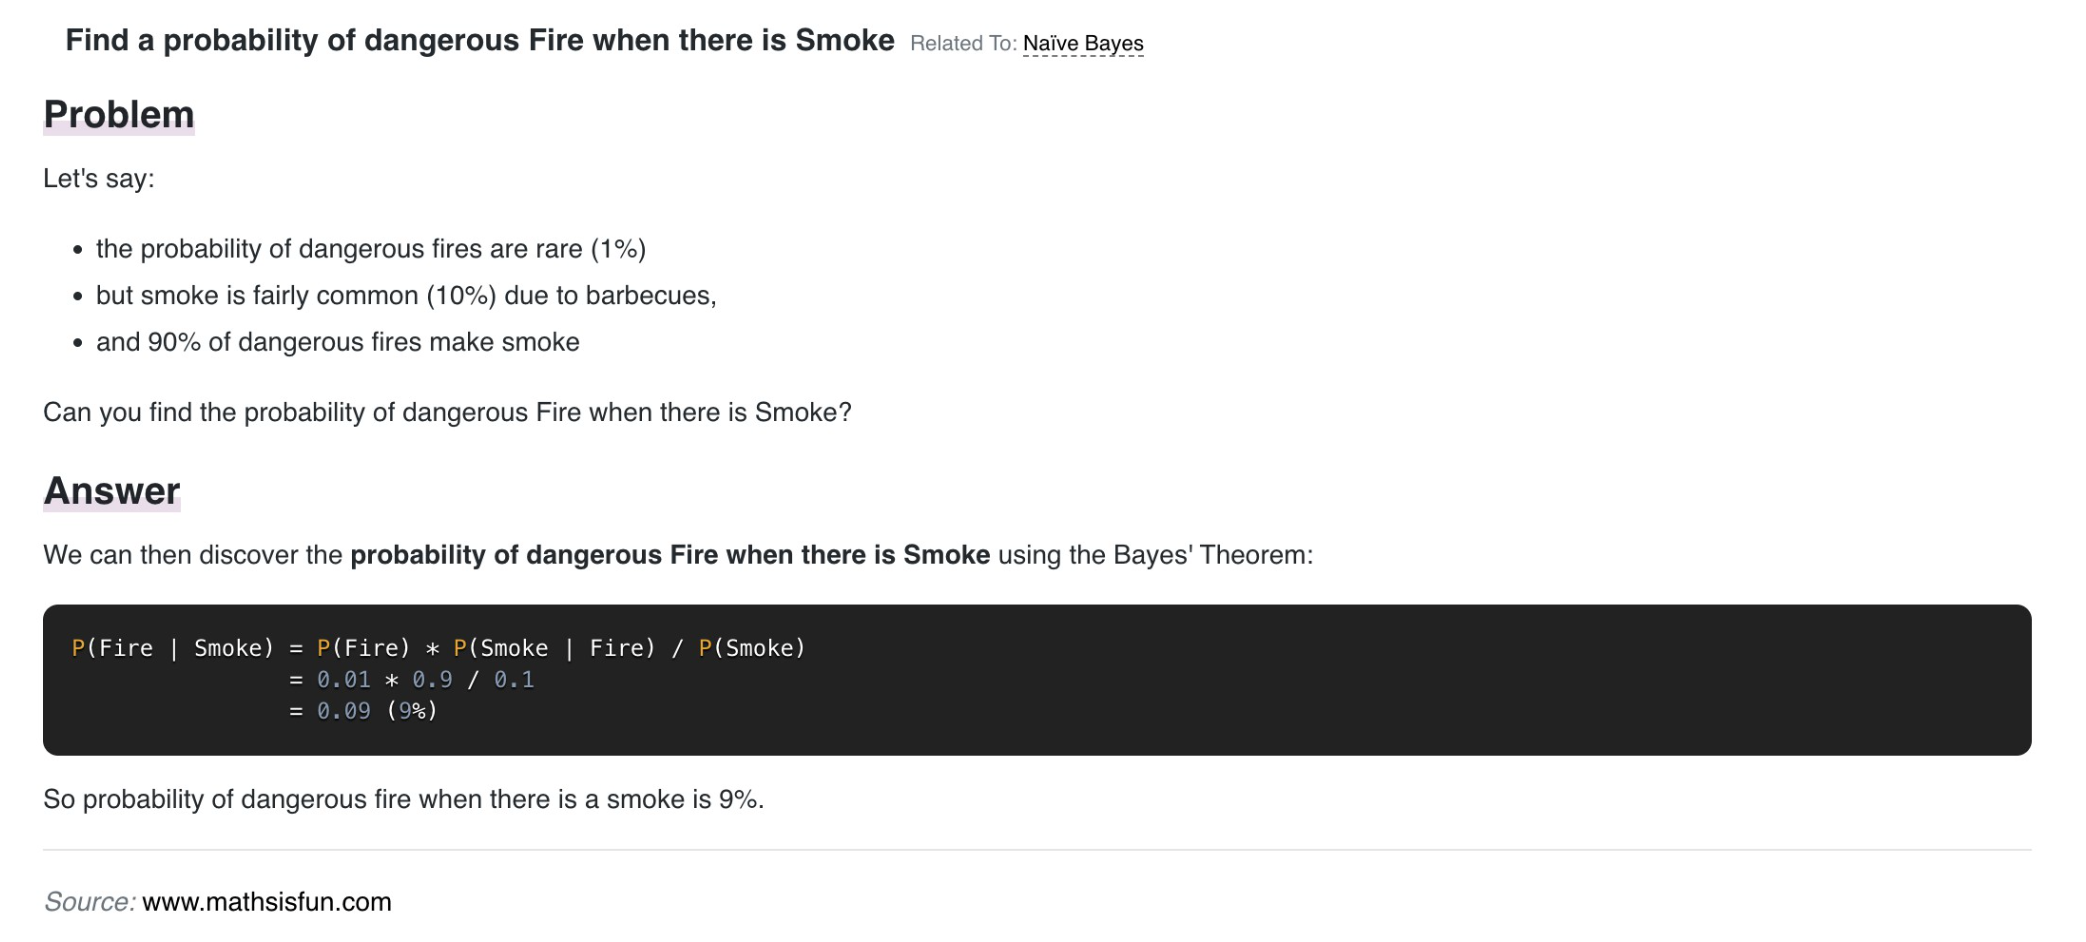 Find a probability of dangerous Fire when there is Smoke Related To: Naïve Bayes
Problem
Let's say:
• the probability of dangerous fires are rare (1%)
• but smoke is fairly common (10%) due to barbecues,
• and 90% of dangerous fires make smoke
Can you find the probability of dangerous Fire when there is Smoke?
Answer
We can then discover the probability of dangerous Fire when there is Smoke using the Bayes' Theorem:
P(Fire | Smoke) = P(Fire) * P(Smoke | Fire) / P(Smoke)
= 0.01 * 0.9 / 0.1
= 0.09 (9%)
So probability of dangerous fire when there is a smoke is 9%.
Source: www.mathsisfun.com